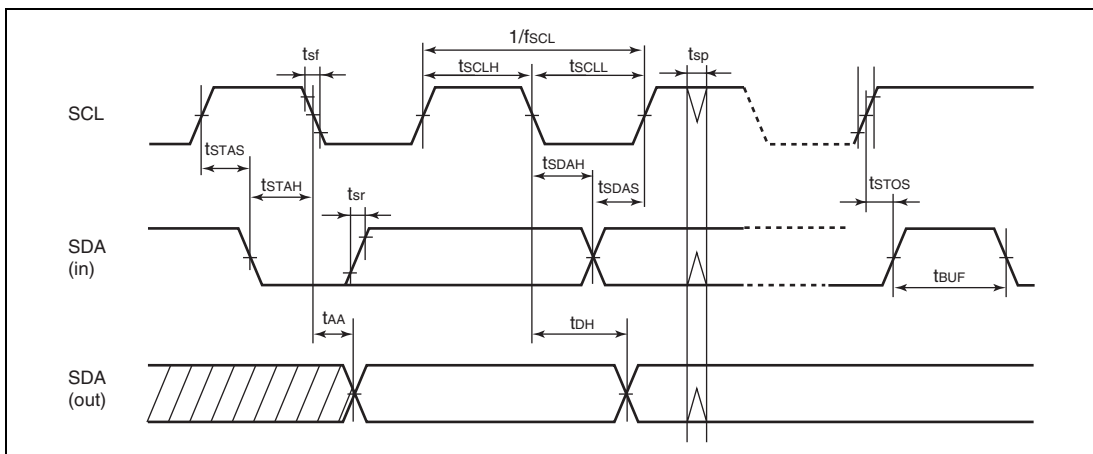 1/fSCL
tsf
tSCLH
tSCLL
tsp
SCL
tSTAS
tSTAH
tsr
tSDAH
tSDAS
tSTOS
SDA
(in)
tBUF
tAA
tDH
SDA
(out)